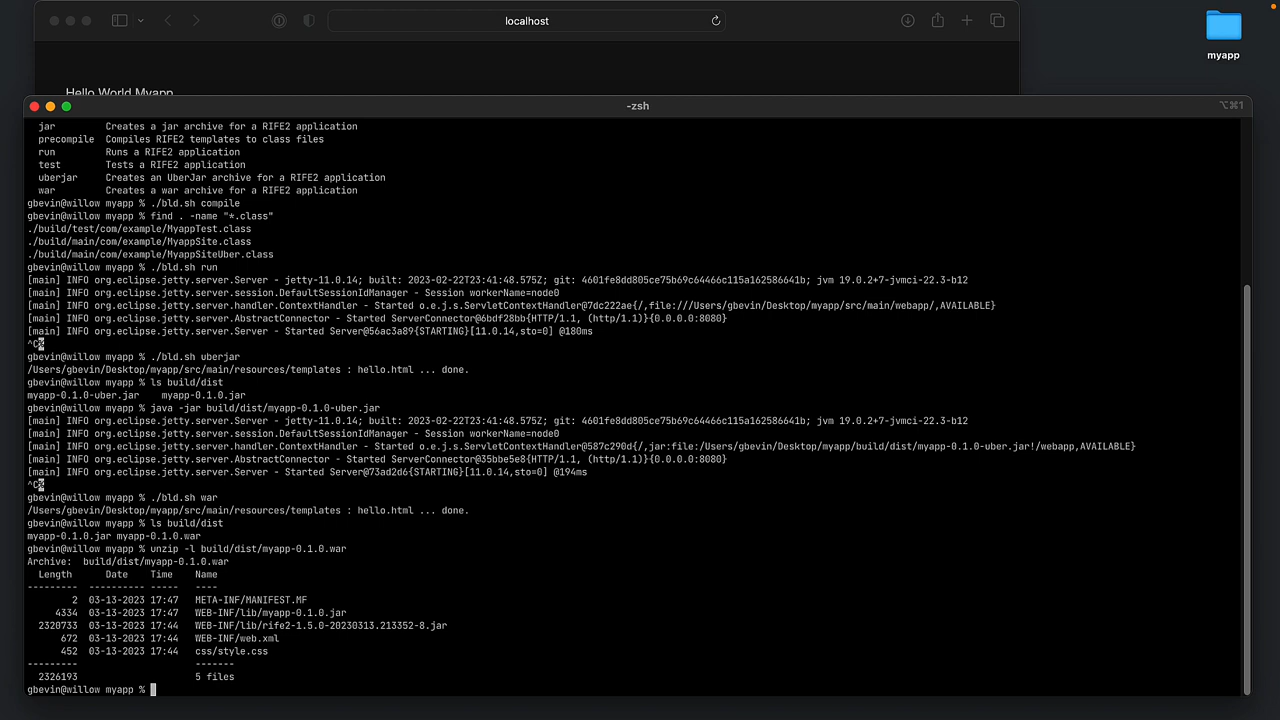 localhost
myapp
Hello World Myapp
-zsh
⌥⌘1
jar Creates a jar archive for a RIFE2 application
precompile Compiles RIFE2 templates to class files
run Runs a RIFE2 application
test Tests a RIFE2 application
uberjar Creates an UberJar archive for a RIFE2 application
war Creates a war archive for a RIFE2 application
gbevin@willow myapp % ./bld.sh compile
gbevin@willow myapp % find . -name "*.class"
./build/test/com/example/MyappTest.class
./build/main/com/example/MyappSite.class
./build/main/com/example/MyappSiteUber.class
gbevin@willow myapp % ./bld.sh run
[main] INFO org.eclipse.jetty.server.Server - jetty-11.0.14; built: 2023-02-22T23:41:48.575Z; git: 4601fe8dd805ce75b69c64466c115a162586641b; jvm 19.0.2+7-jvmci-22.3-b12
[main] INFO org.eclipse.jetty.server.session.DefaultSessionIdManager - Session workerName=node0
[main] INFO org.eclipse.jetty.server.handler.ContextHandler - Started o.e.j.s.ServletContextHandler@7dc222ae{/,file:///Users/gbevin/Desktop/myapp/src/main/webapp/,AVAILABLE}
[main] INFO org.eclipse.jetty.server.AbstractConnector - Started ServerConnector@6bdf28bb{HTTP/1.1, (http/1.1)}{0.0.0.0:8080}
[main] INFO org.eclipse.jetty.server.Server - Started Server@56ac3a89{STARTING}[11.0.14,sto=0] @180ms
^C%
gbevin@willow myapp % ./bld.sh uberjar
/Users/gbevin/Desktop/myapp/src/main/resources/templates : hello.html ... done.
gbevin@willow myapp % ls build/dist
myapp-0.1.0-uber.jar myapp-0.1.0.jar
gbevin@willow myapp % java -jar build/dist/myapp-0.1.0-uber.jar
[main] INFO org.eclipse.jetty.server.Server - jetty-11.0.14; built: 2023-02-22T23:41:48.575Z; git: 4601fe8dd805ce75b69c64466c115a162586641b; jvm 19.0.2+7-jvmci-22.3-b12
[main] INFO org.eclipse.jetty.server.session.DefaultSessionIdManager - Session workerName=node0
[main] INFO org.eclipse.jetty.server.handler.ContextHandler - Started o.e.j.s.ServletContextHandler@587c290d{/,jar:file:/Users/gbevin/Desktop/myapp/build/dist/myapp-0.1.0-uber.jar!/webapp,AVAILABLE}
[main] INFO org.eclipse.jetty.server.AbstractConnector - Started ServerConnector@35bbe5e8{HTTP/1.1, (http/1.1)}{0.0.0.0:8080}
[main] INFO org.eclipse.jetty.server.Server - Started Server@73ad2d6{STARTING}[11.0.14,sto=0] @194ms
^C%
gbevin@willow myapp % ./bld.sh war
/Users/gbevin/Desktop/myapp/src/main/resources/templates : hello.html ... done.
gbevin@willow myapp % ls build/dist
myapp-0.1.0.jar myapp-0.1.0.war
gbevin@willow myapp % unzip -l build/dist/myapp-0.1.0.war
Archive: build/dist/myapp-0.1.0.war
Length Date Time Name
--------- ---------- ----- ----
2 03-13-2023 17:47 META-INF/MANIFEST.MF
4334 03-13-2023 17:47 WEB-INF/lib/myapp-0.1.0.jar
2320733 03-13-2023 17:44 WEB-INF/lib/rife2-1.5.0-20230313.213352-8.jar
672 03-13-2023 17:44 WEB-INF/web.xml
452 03-13-2023 17:44 css/style.css
--------- -------
2326193 5 files
gbevin@willow myapp %